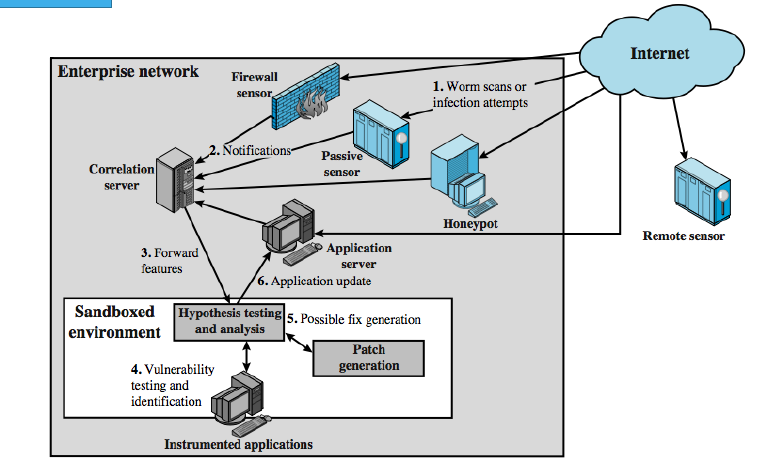 Internet
Enterprise network
Firewall
sensor
1. Worm scans or
infection attempts
2. Notifications
Passive
sensor
Correlation
server
Honeypot
Remote sensor
Application
server
3. Forward
features
6. Application update
Sandboxed
environment
Hypothesis testing
and analysis
5. Possible fix generation
Patch
generation
4. Vulnerability
testing and
identification
Instrumented applications